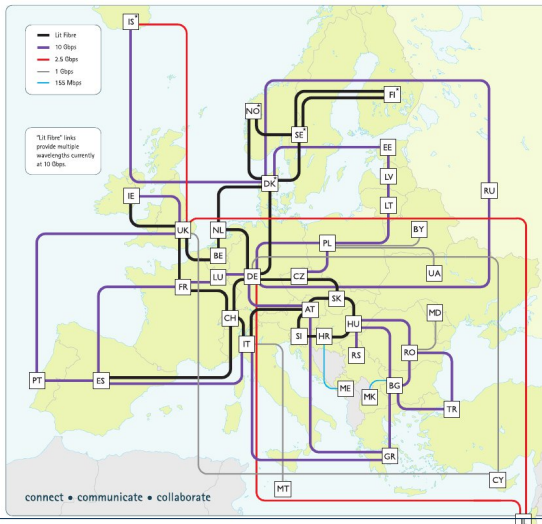 IS*
Lit Fibre
10 Gbps
2.5 Gbps
1 Gbps
155 Mbps
"Lit Fibre" links
provide multiple
wavelengths currently
at 10 Gbps.
FI*
NO*
SE*
EE
DK*
LV
RU
IE
LT
UK
NL
BY
PL
BE
LU
DE
CZ
UA
FR
SK
CH
AT
MD
HU
IT
SI
HR
RO
RS
PT
ES
ME
MK
BG
TR
GR
MT
CY
connect • communicate • collaborate
IL